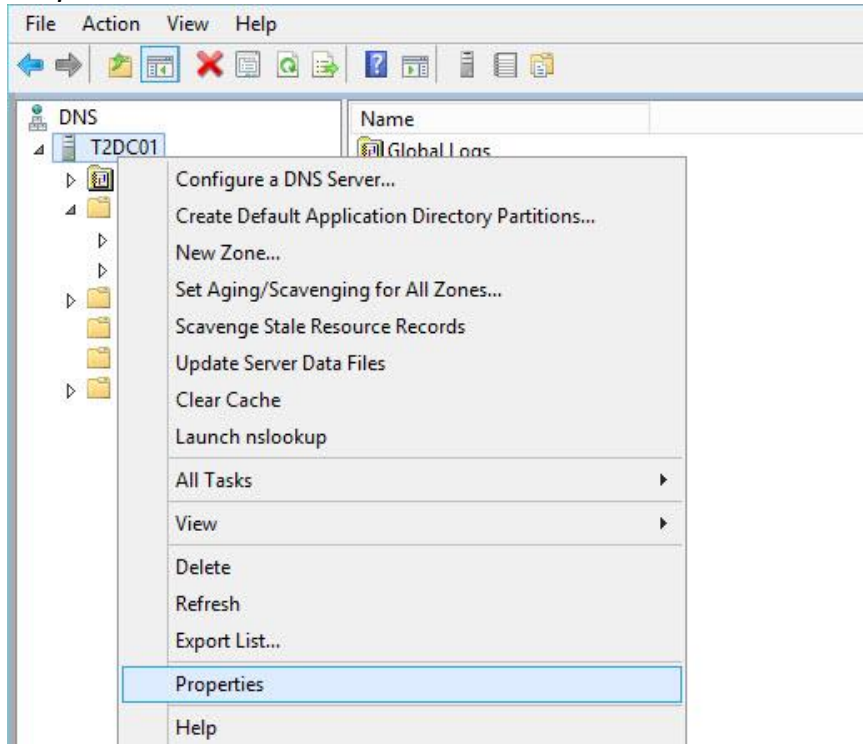 File Action View Help
DNS
T2DC01
Name
Global Logs
Configure a DNS Server...
Create Default Application Directory Partitions...
New Zone...
Set Aging/Scavenging for All Zones...
Scavenge Stale Resource Records
Update Server Data Files
Clear Cache
Launch nslookup
All Tasks
View
Delete
Refresh
Export List...
Properties
Help